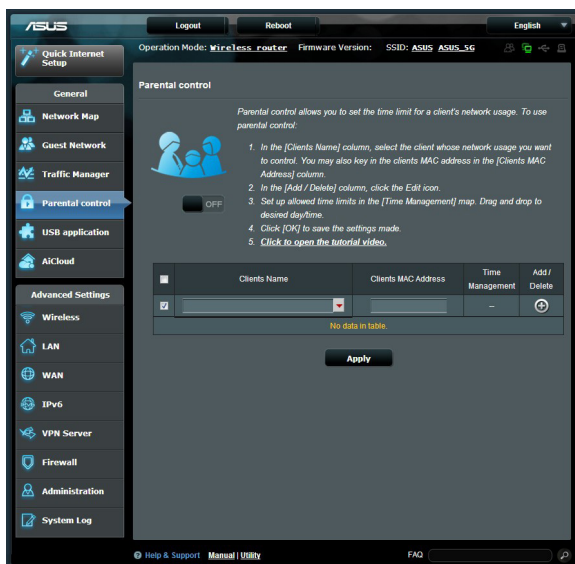 ASUS
Logout
Reboot
English
Quick Internet
Setup
Operation Mode: Wireless router Firmware Version: SSID: ASUS ASUS_5G
General
Network Map
Guest Network
Traffic Manager
Parental control
USB application
AiCloud
Advanced Settings
Wireless
LAN
WAN
IPv6
VPN Server
Firewall
Administration
System Log
Parental control
Parental control allows you to set the time limit for a client's network usage. To use
parental control:
1. In the [Clients Name] column, select the client whose network usage you want
to control. You may also key in the clients MAC address in the [Clients MAC
Address] column.
2. In the [Add / Delete] column, click the Edit icon.
3. Set up allowed time limits in the [Time Management] map. Drag and drop to
desired day/time.
4. Click [OK] to save the settings made.
5. Click to open the tutorial video.
OFF
Clients Name
Clients MAC Address
Time
Management
Add /
Delete
–
No data in table.
Apply
Help & Support Manual | Utility
FAQ